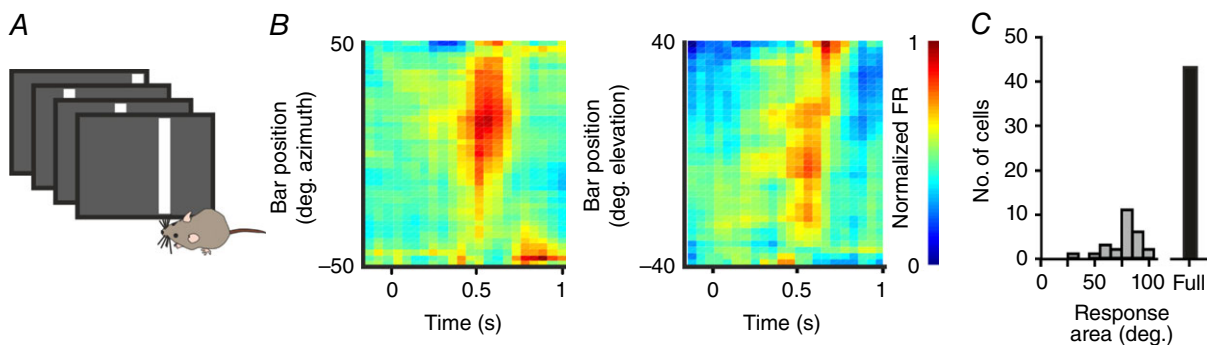 A
B
C
50
Bar position
(deg. azimuth)
–50
0
0.5
1
Time (s)
40
Bar position
(deg. elevation)
–40
0
0.5
1
Time (s)
1
Normalized FR
0
50
40
30
20
10
0
No. of cells
0
50
100
Full
Response
area (deg.)